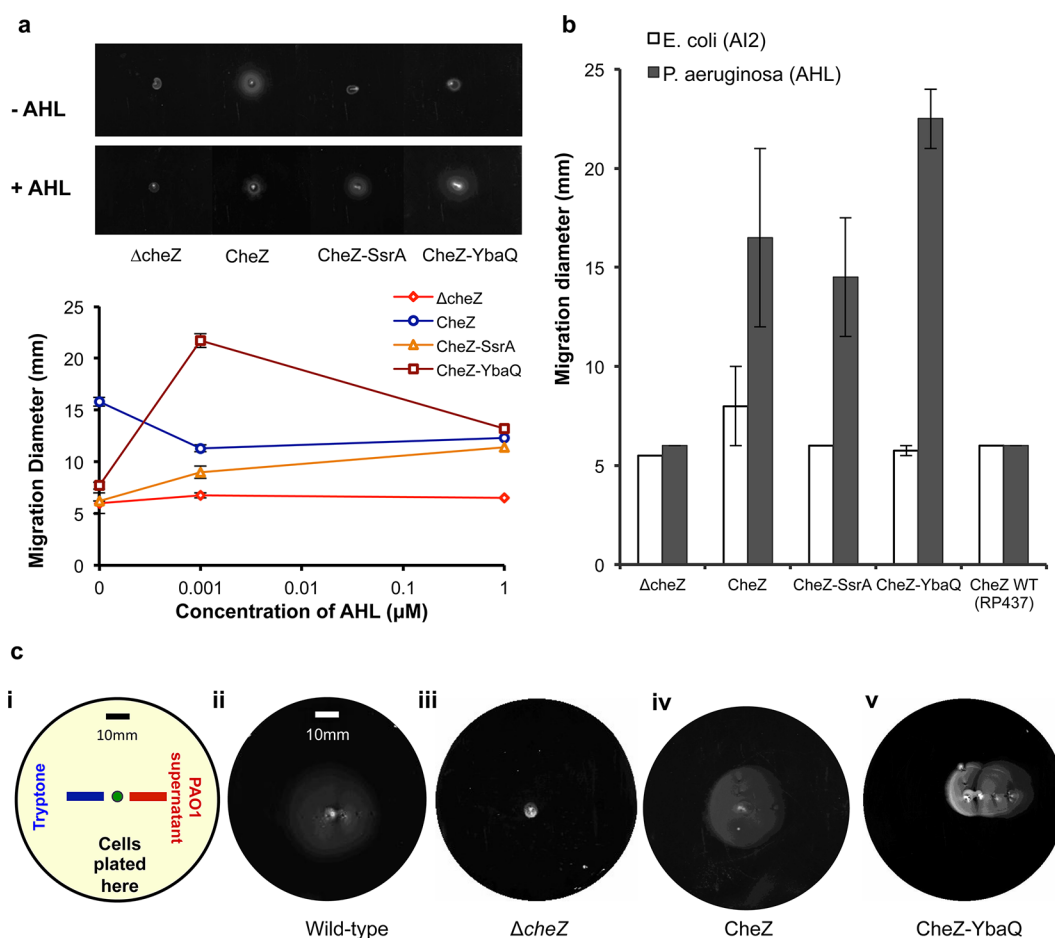 a
- AHL
+ AHL
ΔcheZ
CheZ
CheZ-SsrA
CheZ-YbaQ
ΔcheZ
CheZ
CheZ-SsrA
CheZ-YbaQ
Migration Diameter (mm)
25
20
15
10
5
0
0
0.001
0.01
0.1
1
Concentration of AHL (µM)
b
E. coli (AI2)
P. aeruginosa (AHL)
Migration diameter (mm)
25
20
15
10
5
0
ΔcheZ
CheZ
CheZ-SsrA
CheZ-YbaQ
CheZ WT
(RP437)
c
i
10mm
Tryptone
PAO1
supernatant
Cells
plated
here
ii
10mm
Wild-type
iii
ΔcheZ
iv
CheZ
v
CheZ-YbaQ